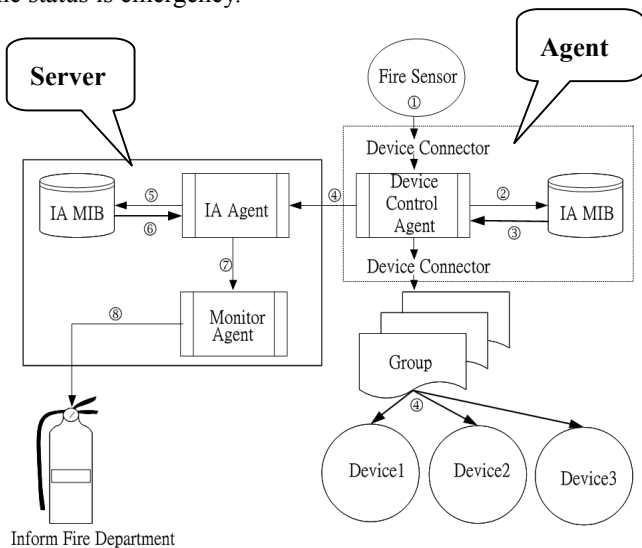 the status is emergency.
Server
Agent
Fire Sensor
①
Device Connector
IA MIB
⑤
⑥
IA Agent
④
Device
Control
Agent
②
③
IA MIB
Device Connector
⑦
Monitor
Agent
⑧
Group
④
Device1
Device2
Device3
Inform Fire Department